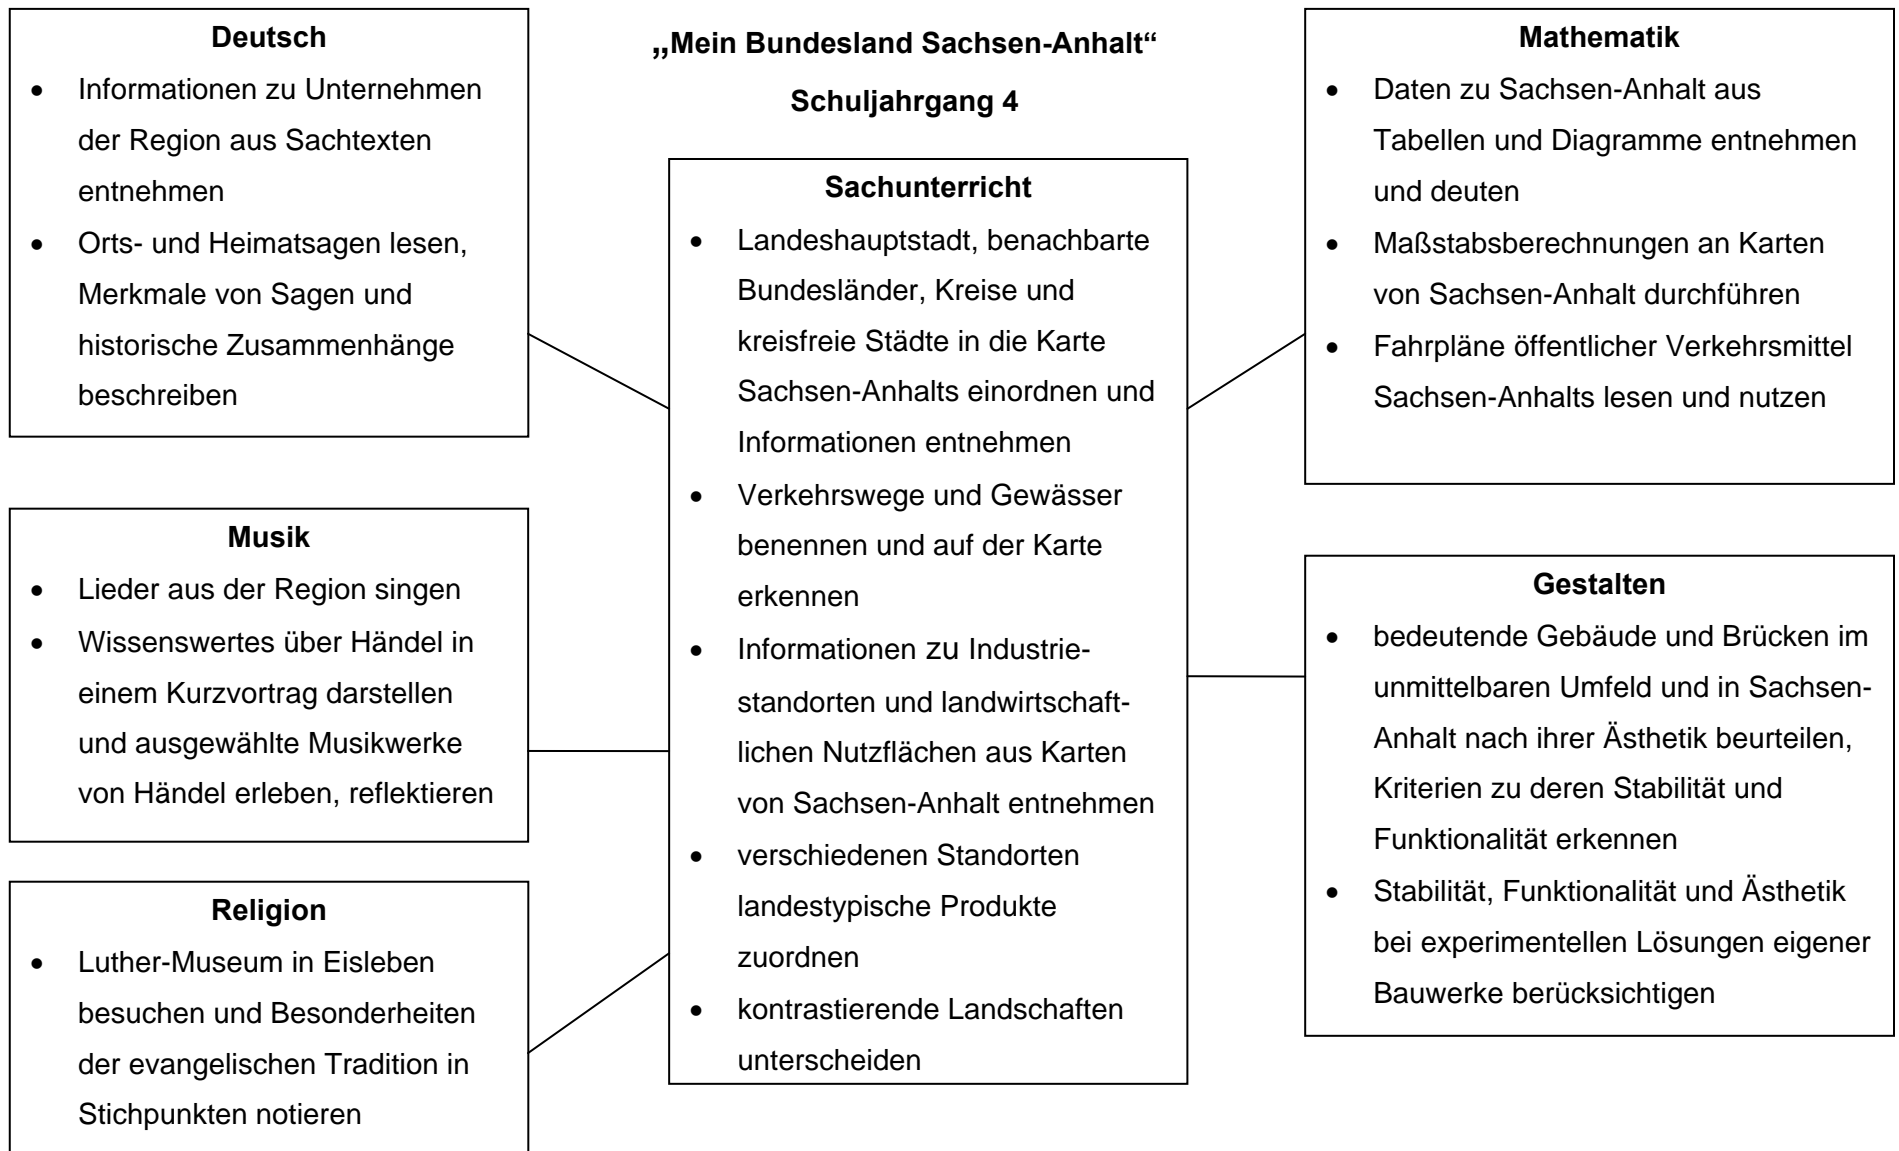 „Mein Bundesland Sachsen-Anhalt“
Schuljahrgang 4
Deutsch
• Informationen zu Unternehmen
der Region aus Sachtexten
entnehmen
• Orts- und Heimatsagen lesen,
Merkmale von Sagen und
historische Zusammenhänge
beschreiben
Musik
• Lieder aus der Region singen
• Wissenswertes über Händel in
einem Kurzvortrag darstellen
und ausgewählte Musikwerke
von Händel erleben, reflektieren
Religion
• Luther-Museum in Eisleben
besuchen und Besonderheiten
der evangelischen Tradition in
Stichpunkten notieren
Sachunterricht
• Landeshauptstadt, benachbarte
Bundesländer, Kreise und
kreisfreie Städte in die Karte
Sachsen-Anhalts einordnen und
Informationen entnehmen
• Verkehrswege und Gewässer
benennen und auf der Karte
erkennen
• Informationen zu Industrie-
standorten und landwirtschaft-
lichen Nutzflächen aus Karten
von Sachsen-Anhalt entnehmen
• verschiedenen Standorten
landestypische Produkte
zuordnen
• kontrastierende Landschaften
unterscheiden
Mathematik
• Daten zu Sachsen-Anhalt aus
Tabellen und Diagramme entnehmen
und deuten
• Maßstabsberechnungen an Karten
von Sachsen-Anhalt durchführen
• Fahrpläne öffentlicher Verkehrsmittel
Sachsen-Anhalts lesen und nutzen
Gestalten
• bedeutende Gebäude und Brücken im
unmittelbaren Umfeld und in Sachsen-
Anhalt nach ihrer Ästhetik beurteilen,
Kriterien zu deren Stabilität und
Funktionalität erkennen
• Stabilität, Funktionalität und Ästhetik
bei experimentellen Lösungen eigener
Bauwerke berücksichtigen